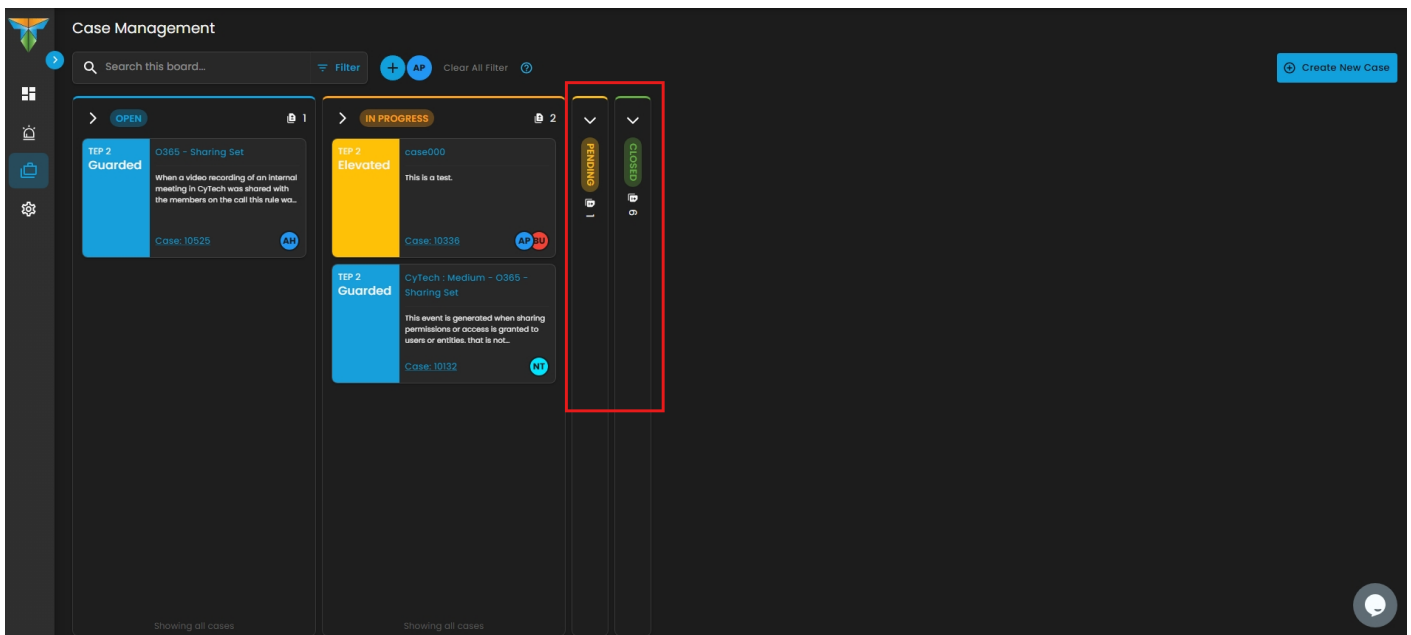 Case Management
Search this board...
Filter
AP
Clear All Filter
Create New Case
OPEN
1
TEP 2
Guarded
O365 - Sharing Set
When a video recording of an internal
meeting in CyTech was shared with
the members on the call this rule wa...
Case: 10525
AH
Showing all cases
IN PROGRESS
2
TEP 2
Elevated
case000
This is a test.
Case: 10336
AP
BU
TEP 2
Guarded
CyTech : Medium - O365 -
Sharing Set
This event is generated when sharing
permissions or access is granted to
users or entities. that is not...
Case: 10132
NT
Showing all cases
PENDING
1
CLOSED
6